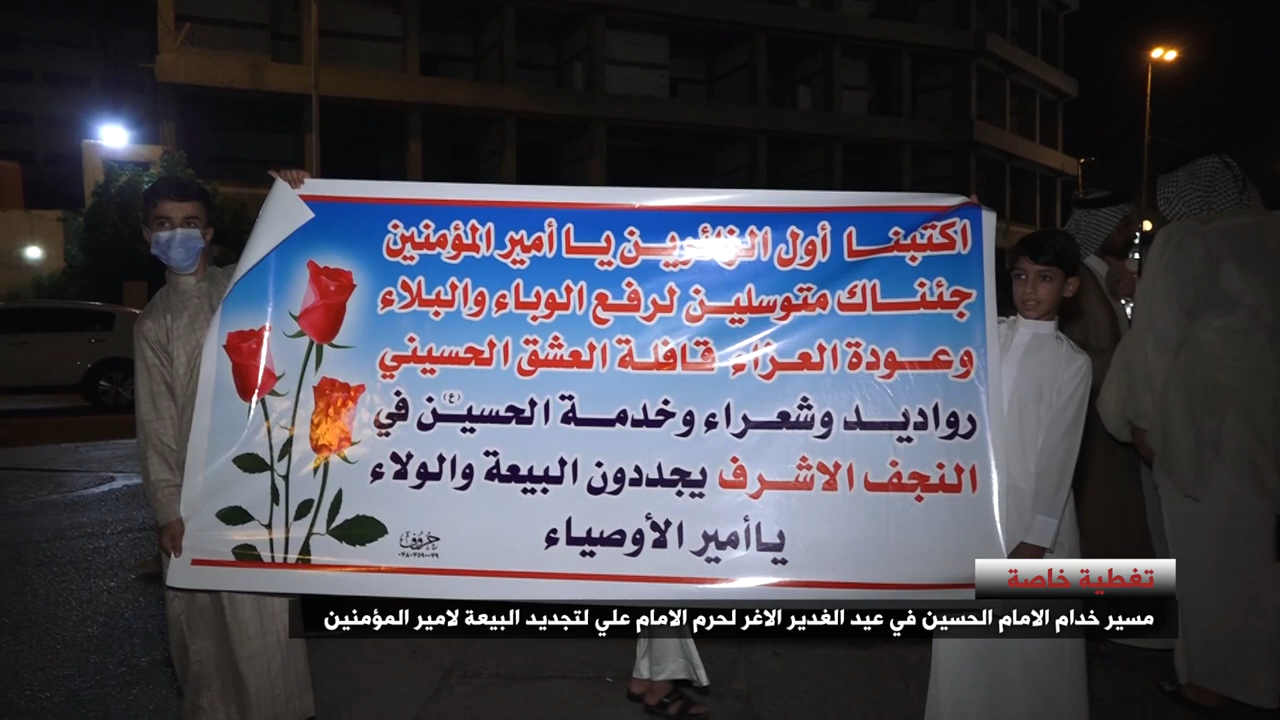 اكتبنا أول الزائرين يا أمير المؤمنين
جئناك متوسلين لرفع الوباء والبلاء
وعودة العزاء قافلة العشق الحسيني
رواديد وشعراء وخدمة الحسين (ع) في
النجف الاشرف يجددون البيعة والولاء
ياأمير الأوصياء
حروف
تغطية خاصة
مسير خدام الامام الحسين في عيد الغدير الاغر لحرم الامام علي لتجديد البيعة لامير المؤمنين